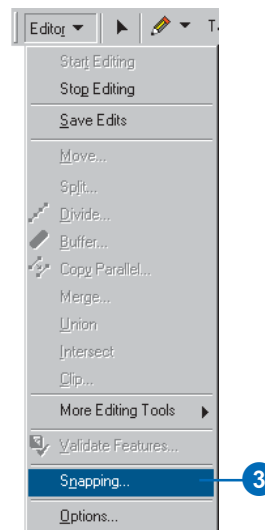 Editor
Start Editing
Stop Editing
Save Edits
Move...
Split...
Divide...
Buffer...
Copy Parallel...
Merge...
Union
Intersect
Clip...
More Editing Tools
Validate Features...
Snapping...
3
Options...